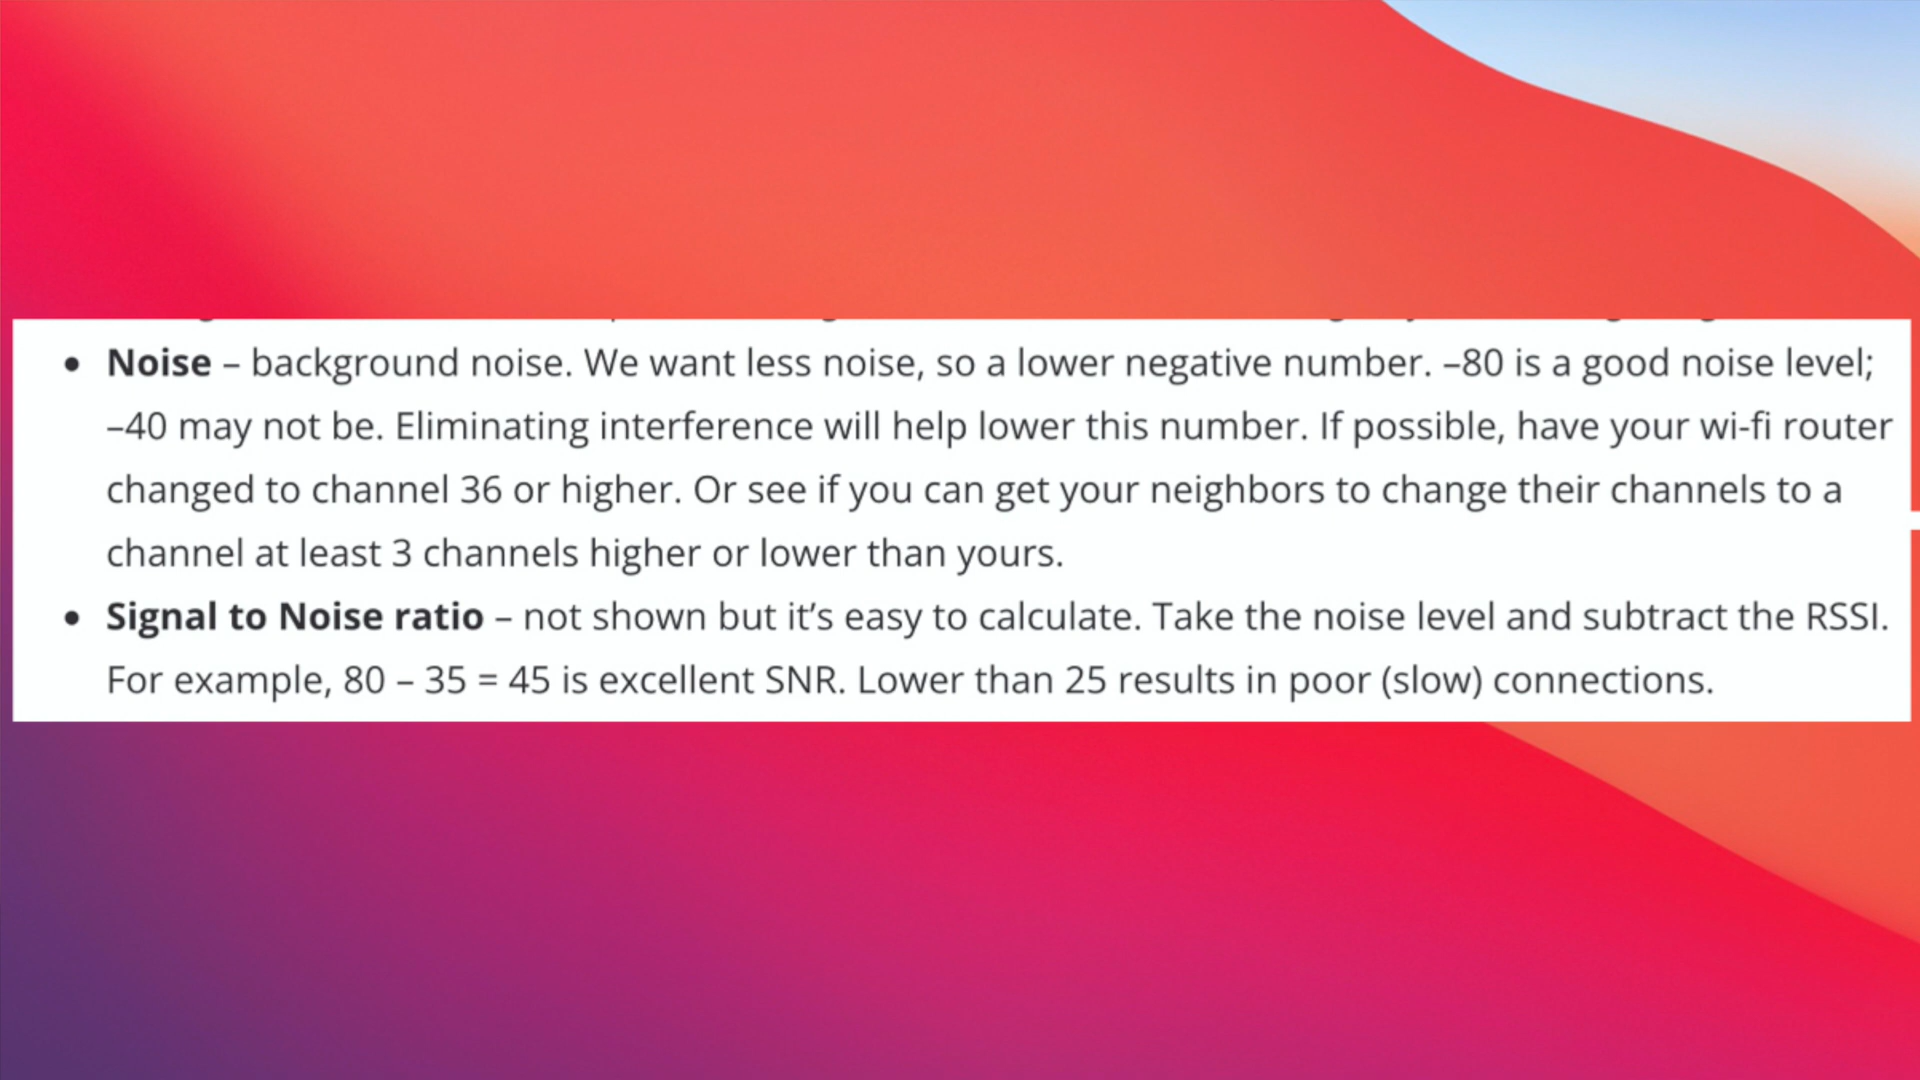 • Noise – background noise. We want less noise, so a lower negative number. –80 is a good noise level;
–40 may not be. Eliminating interference will help lower this number. If possible, have your wi-fi router
changed to channel 36 or higher. Or see if you can get your neighbors to change their channels to a
channel at least 3 channels higher or lower than yours.
• Signal to Noise ratio – not shown but it’s easy to calculate. Take the noise level and subtract the RSSI.
For example, 80 – 35 = 45 is excellent SNR. Lower than 25 results in poor (slow) connections.